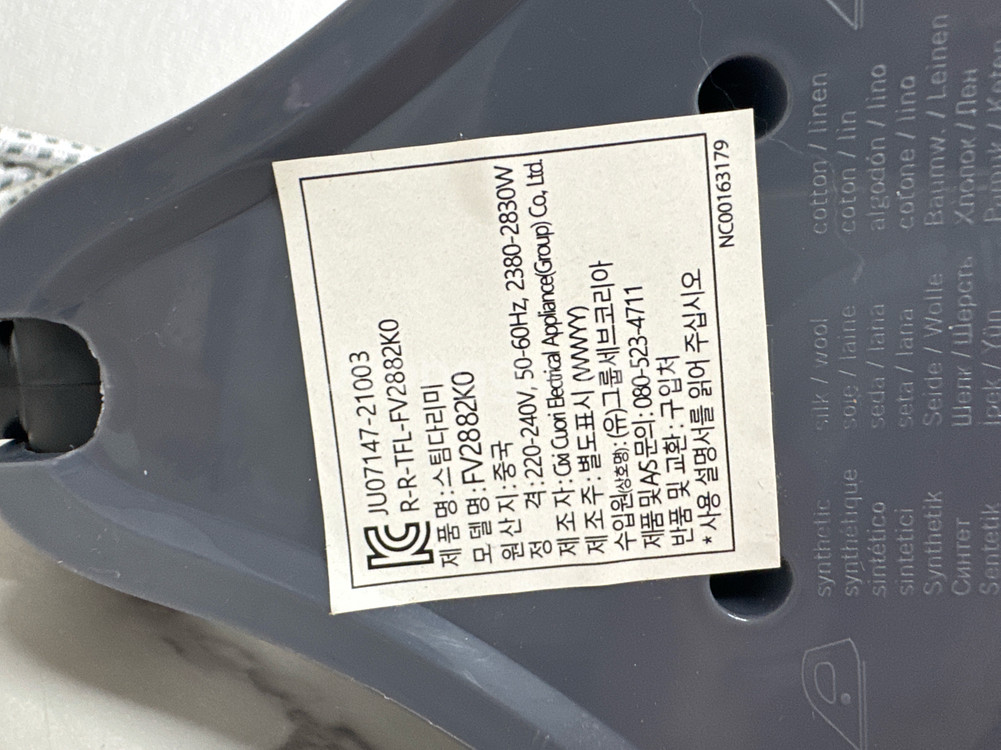 JU07147-21003
R-R-TFL-FV2882K0
제 품 명 : 스팀다리미
모 델 명 : FV2882K0
원 산 지 : 중국
정 격 : 220-240V, 50-60Hz, 2380-2830W
제 조 자 : Cixi Cuori Electrical Appliance(Group) Co., Ltd.
제 조 주 : 별도표시 (WWYY)
수입원(상호명) : (유)그룹세브코리아
제품 및 A/S 문의 : 080-523-4711
반품 및 교환 : 구입처
* 사용 설명서를 읽어 주십시오
NC00163179
synthetic silk / wool cotton / linen
synthétique soie / laine coton / lin
sintético seda / lana algodón / lino
sintetici seta / lana cotone / lino
Synthetik Seide / Wolle Baumw. / Leinen
Синтет Шелк / Шерсть Хлопок / Лен
Sentetik İpek / Yün